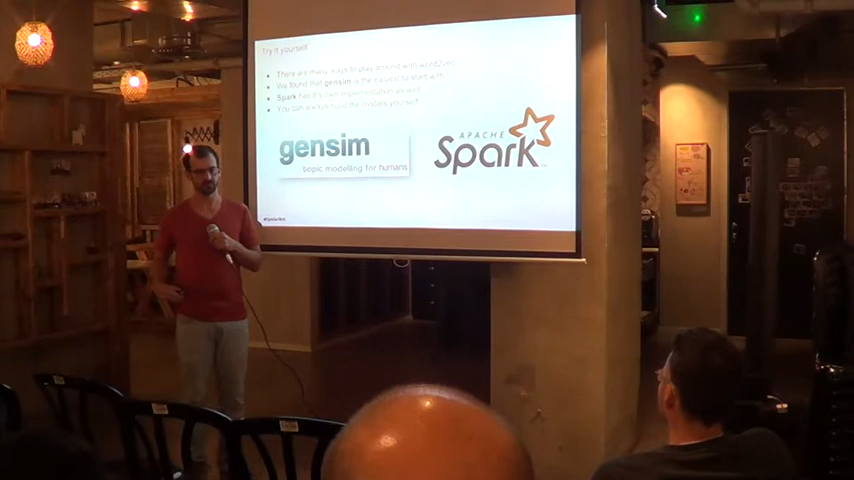 Try it yourself
There are many ways to play around with word2vec
We found that gensim is the easiest to start with
Spark has it's own implementation as well
You can always build the models yourself
gensim
topic modelling for humans
APACHE
Spark